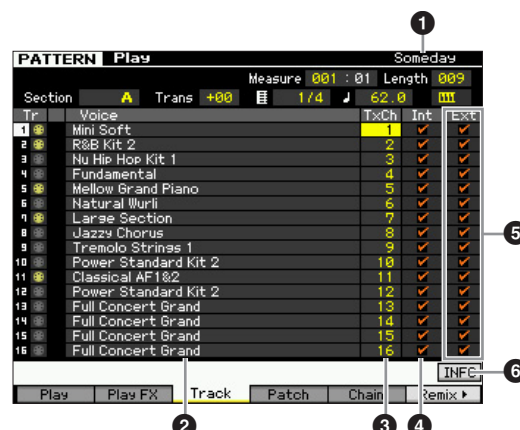 1
PATTERN Play Someday
Measure 001 : 01 Length 009
Section A Trans +00 1/4 62.0
Tr Voice TxCh Int Ext
1 Mini Soft 1
2 R&B Kit 2 2
3 Nu Hip Hop Kit 1 3
4 Fundamental 4
5 Mellow Grand Piano 5
6 Natural Wurli 6
7 Large Section 7
8 Jazzy Chorus 8
9 Tremolo Strings 1 9
10 Power Standard Kit 2 10
11 Classical AF1&2 11
12 Power Standard Kit 2 12
13 Full Concert Grand 13
14 Full Concert Grand 14
15 Full Concert Grand 15
16 Full Concert Grand 16
5
INFO 6
Play Play FX Track Patch Chain Remix
2 3 4